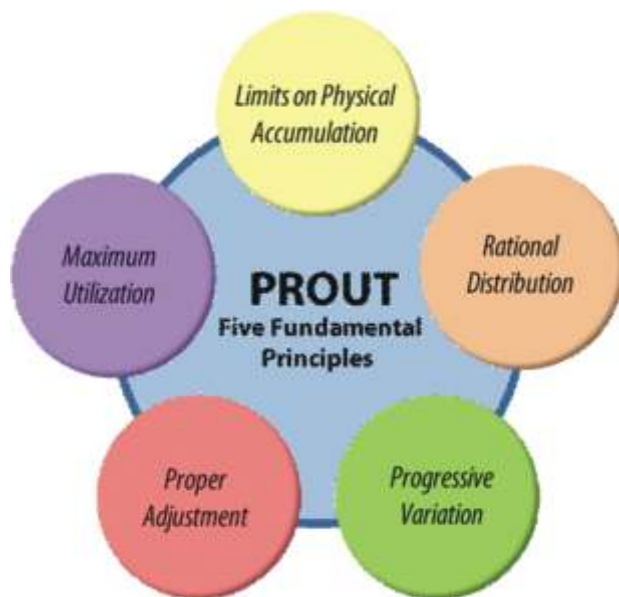 Limits on Physical
Accumulation
Maximum
Utilization
Rational
Distribution
PROUT
Five Fundamental
Principles
Proper
Adjustment
Progressive
Variation